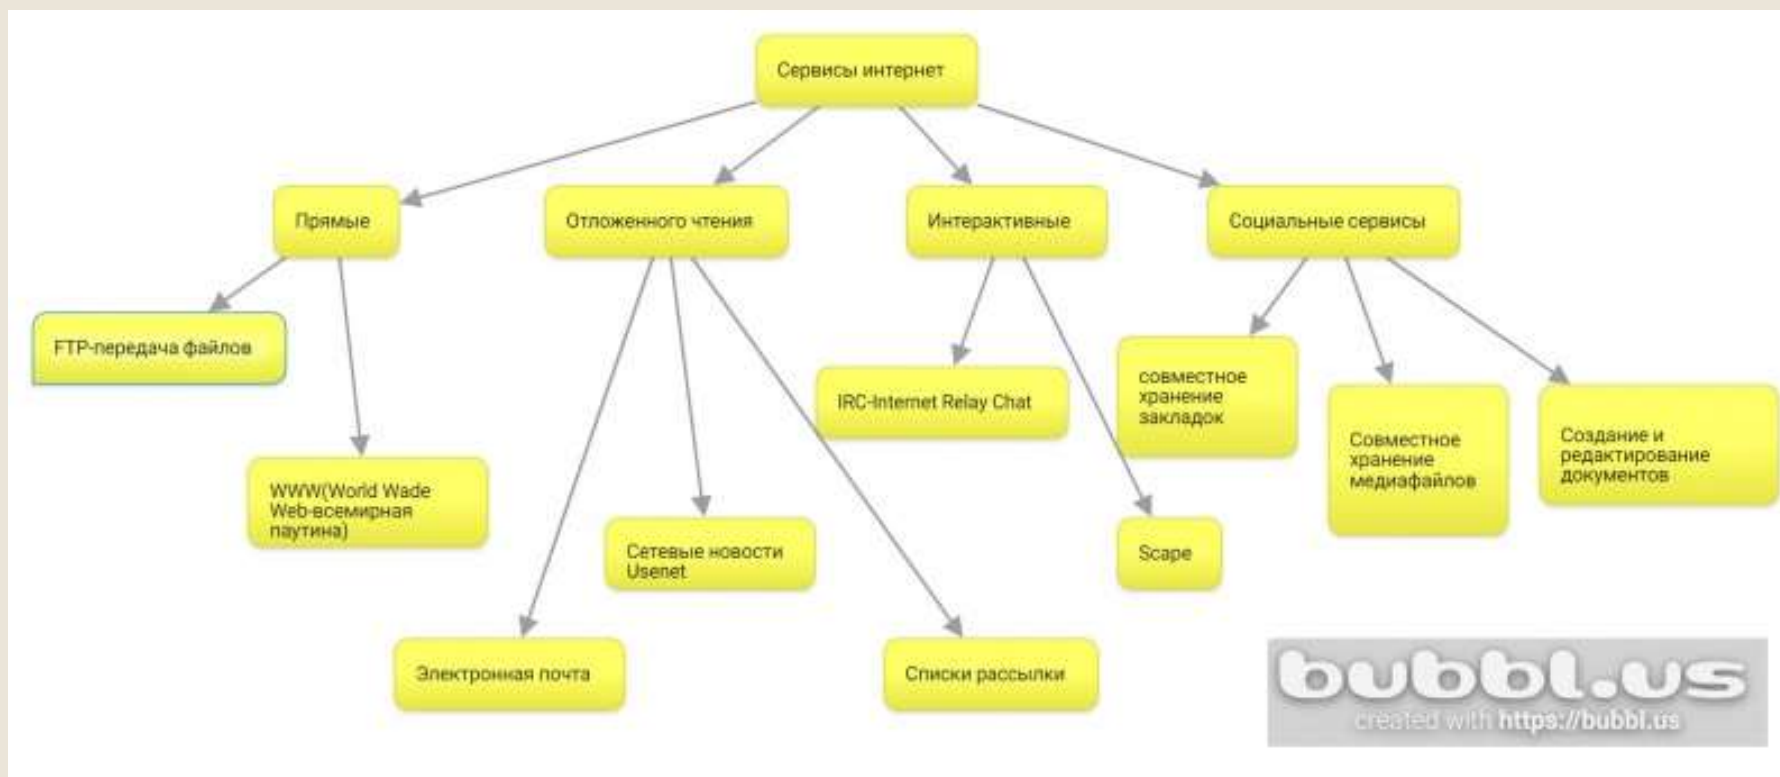 Сервисы интернет
Прямые
Отложенного чтения
Интерактивные
Социальные сервисы
FTP-передача файлов
WWW(World Wade
Web-всемирная
паутина)
Электронная почта
Сетевые новости
Usenet
Списки рассылки
IRC-Internet Relay Chat
Scape
совместное
хранение
закладок
Совместное
хранение
медиафайлов
Создание и
редактирование
документов
bubbl.us
created with https://bubbl.us